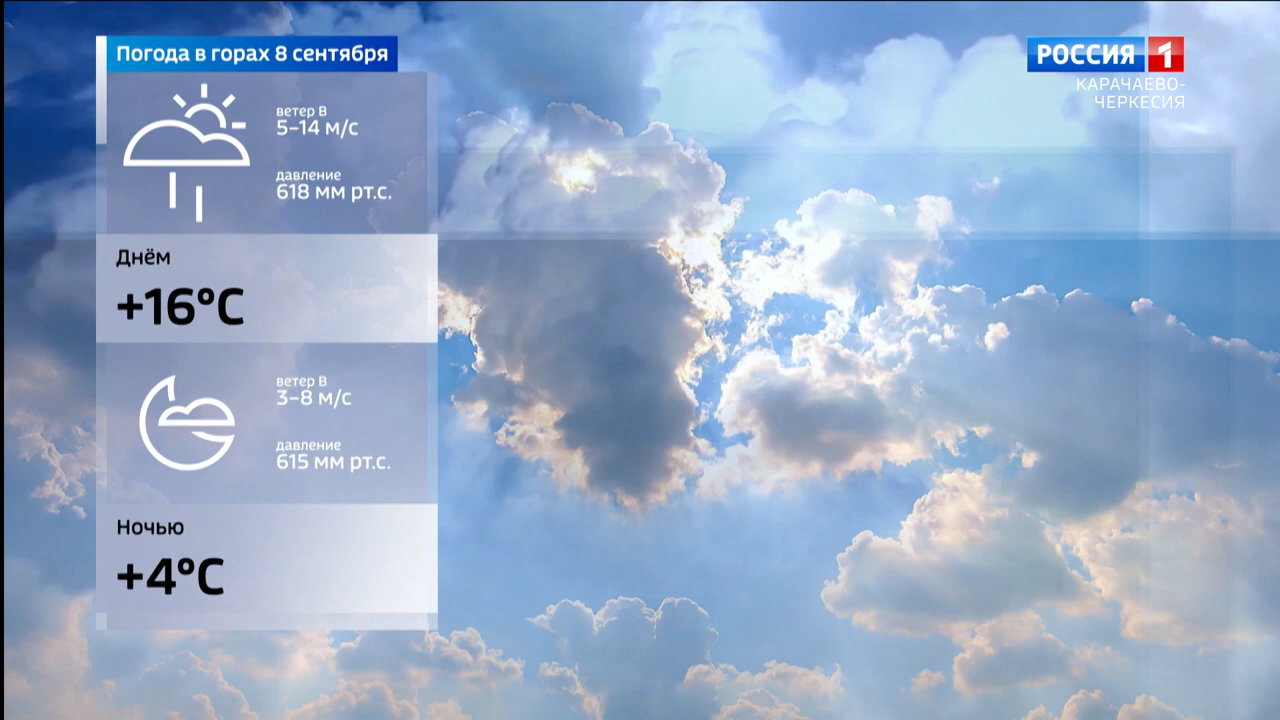 Погода в горах 8 сентября
РОССИЯ 1
КАРАЧАЕВО-
ЧЕРКЕСИЯ
ветер В
5–14 м/с
давление
618 мм рт.с.
Днём
+16°C
ветер В
3–8 м/с
давление
615 мм рт.с.
Ночью
+4°C